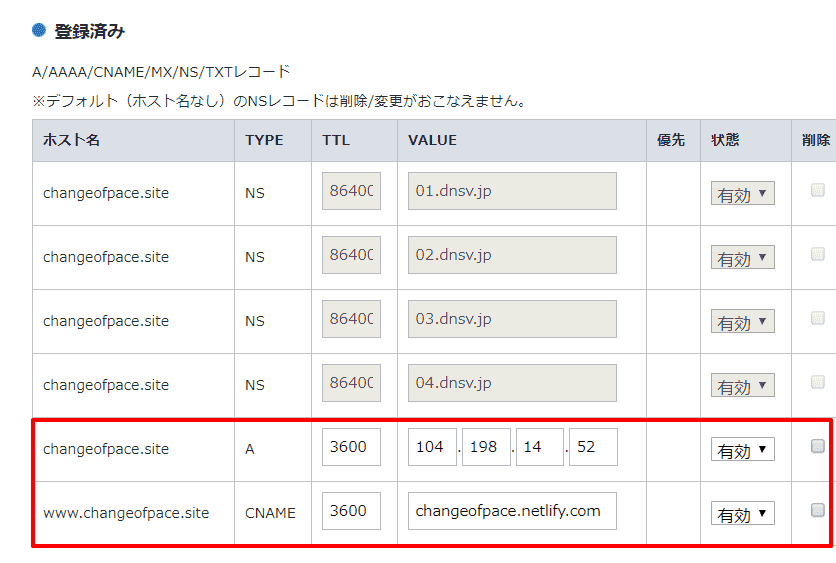 登録済み
A/AAAA/CNAME/MX/NS/TXTレコード
※デフォルト（ホスト名なし）のNSレコードは削除/変更がおこなえません。
ホスト名 TYPE TTL VALUE 優先 状態 削除
changeofpace.site NS 86400 01.dnsv.jp 有効
changeofpace.site NS 86400 02.dnsv.jp 有効
changeofpace.site NS 86400 03.dnsv.jp 有効
changeofpace.site NS 86400 04.dnsv.jp 有効
changeofpace.site A 3600 104.198.14.52 有効
www.changeofpace.site CNAME 3600 changeofpace.netlify.com 有効